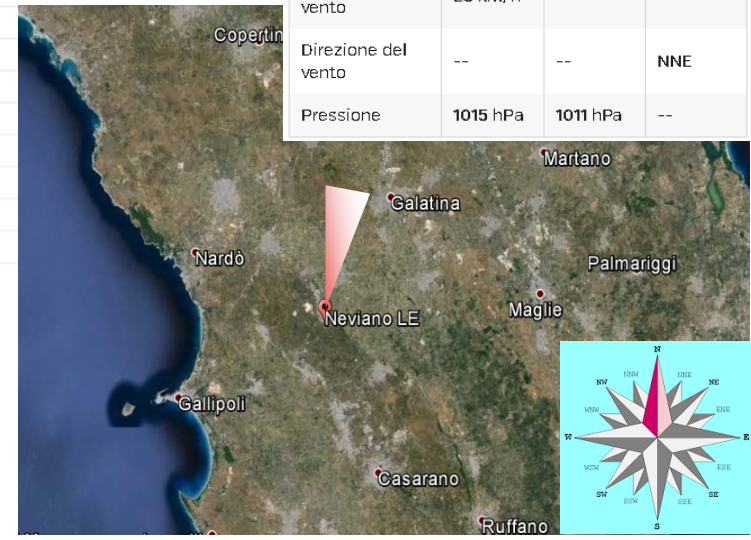 vento
Direzione del
vento
--
--
NNE
Pressione
1015 hPa
1011 hPa
--
Copertin
Martano
Galatina
Nardò
Palmariggi
Maglie
Neviano LE
Gallipoli
Casarano
Ruffano
N
NNW
NNE
NW
NE
WNW
ENE
W
E
WSW
ESE
SW
SE
SSW
SSE
S